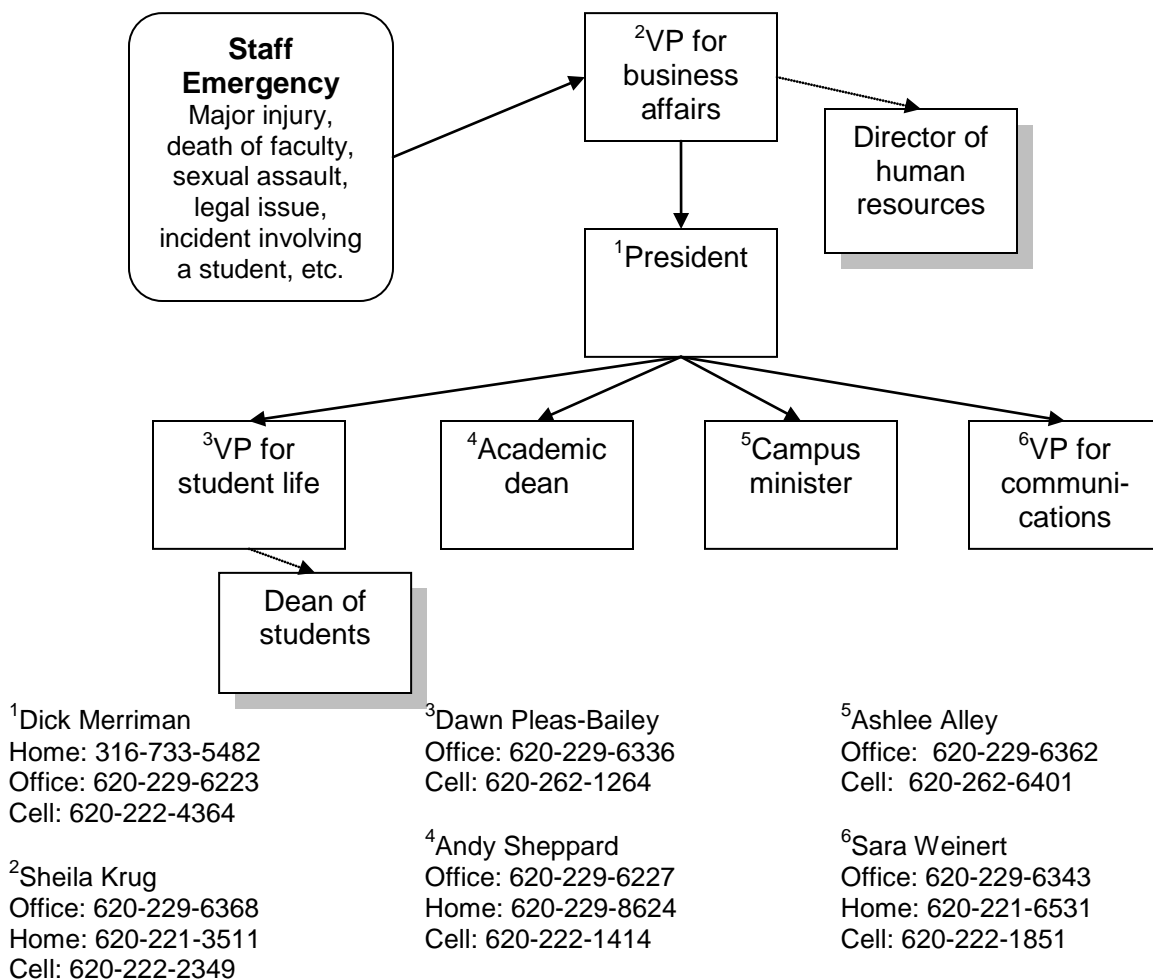 Staff
Emergency
Major injury,
death of faculty,
sexual assault,
legal issue,
incident involving
a student, etc.
²VP for
business
affairs
Director of
human
resources
¹President
³VP for
student life
⁴Academic
dean
⁵Campus
minister
⁶VP for
communi-
cations
Dean of
students
¹Dick Merriman
Home: 316-733-5482
Office: 620-229-6223
Cell: 620-222-4364
²Sheila Krug
Office: 620-229-6368
Home: 620-221-3511
Cell: 620-222-2349
³Dawn Pleas-Bailey
Office: 620-229-6336
Cell: 620-262-1264
⁴Andy Sheppard
Office: 620-229-6227
Home: 620-229-8624
Cell: 620-222-1414
⁵Ashlee Alley
Office:  620-229-6362
Cell:  620-262-6401
⁶Sara Weinert
Office: 620-229-6343
Home: 620-221-6531
Cell: 620-222-1851